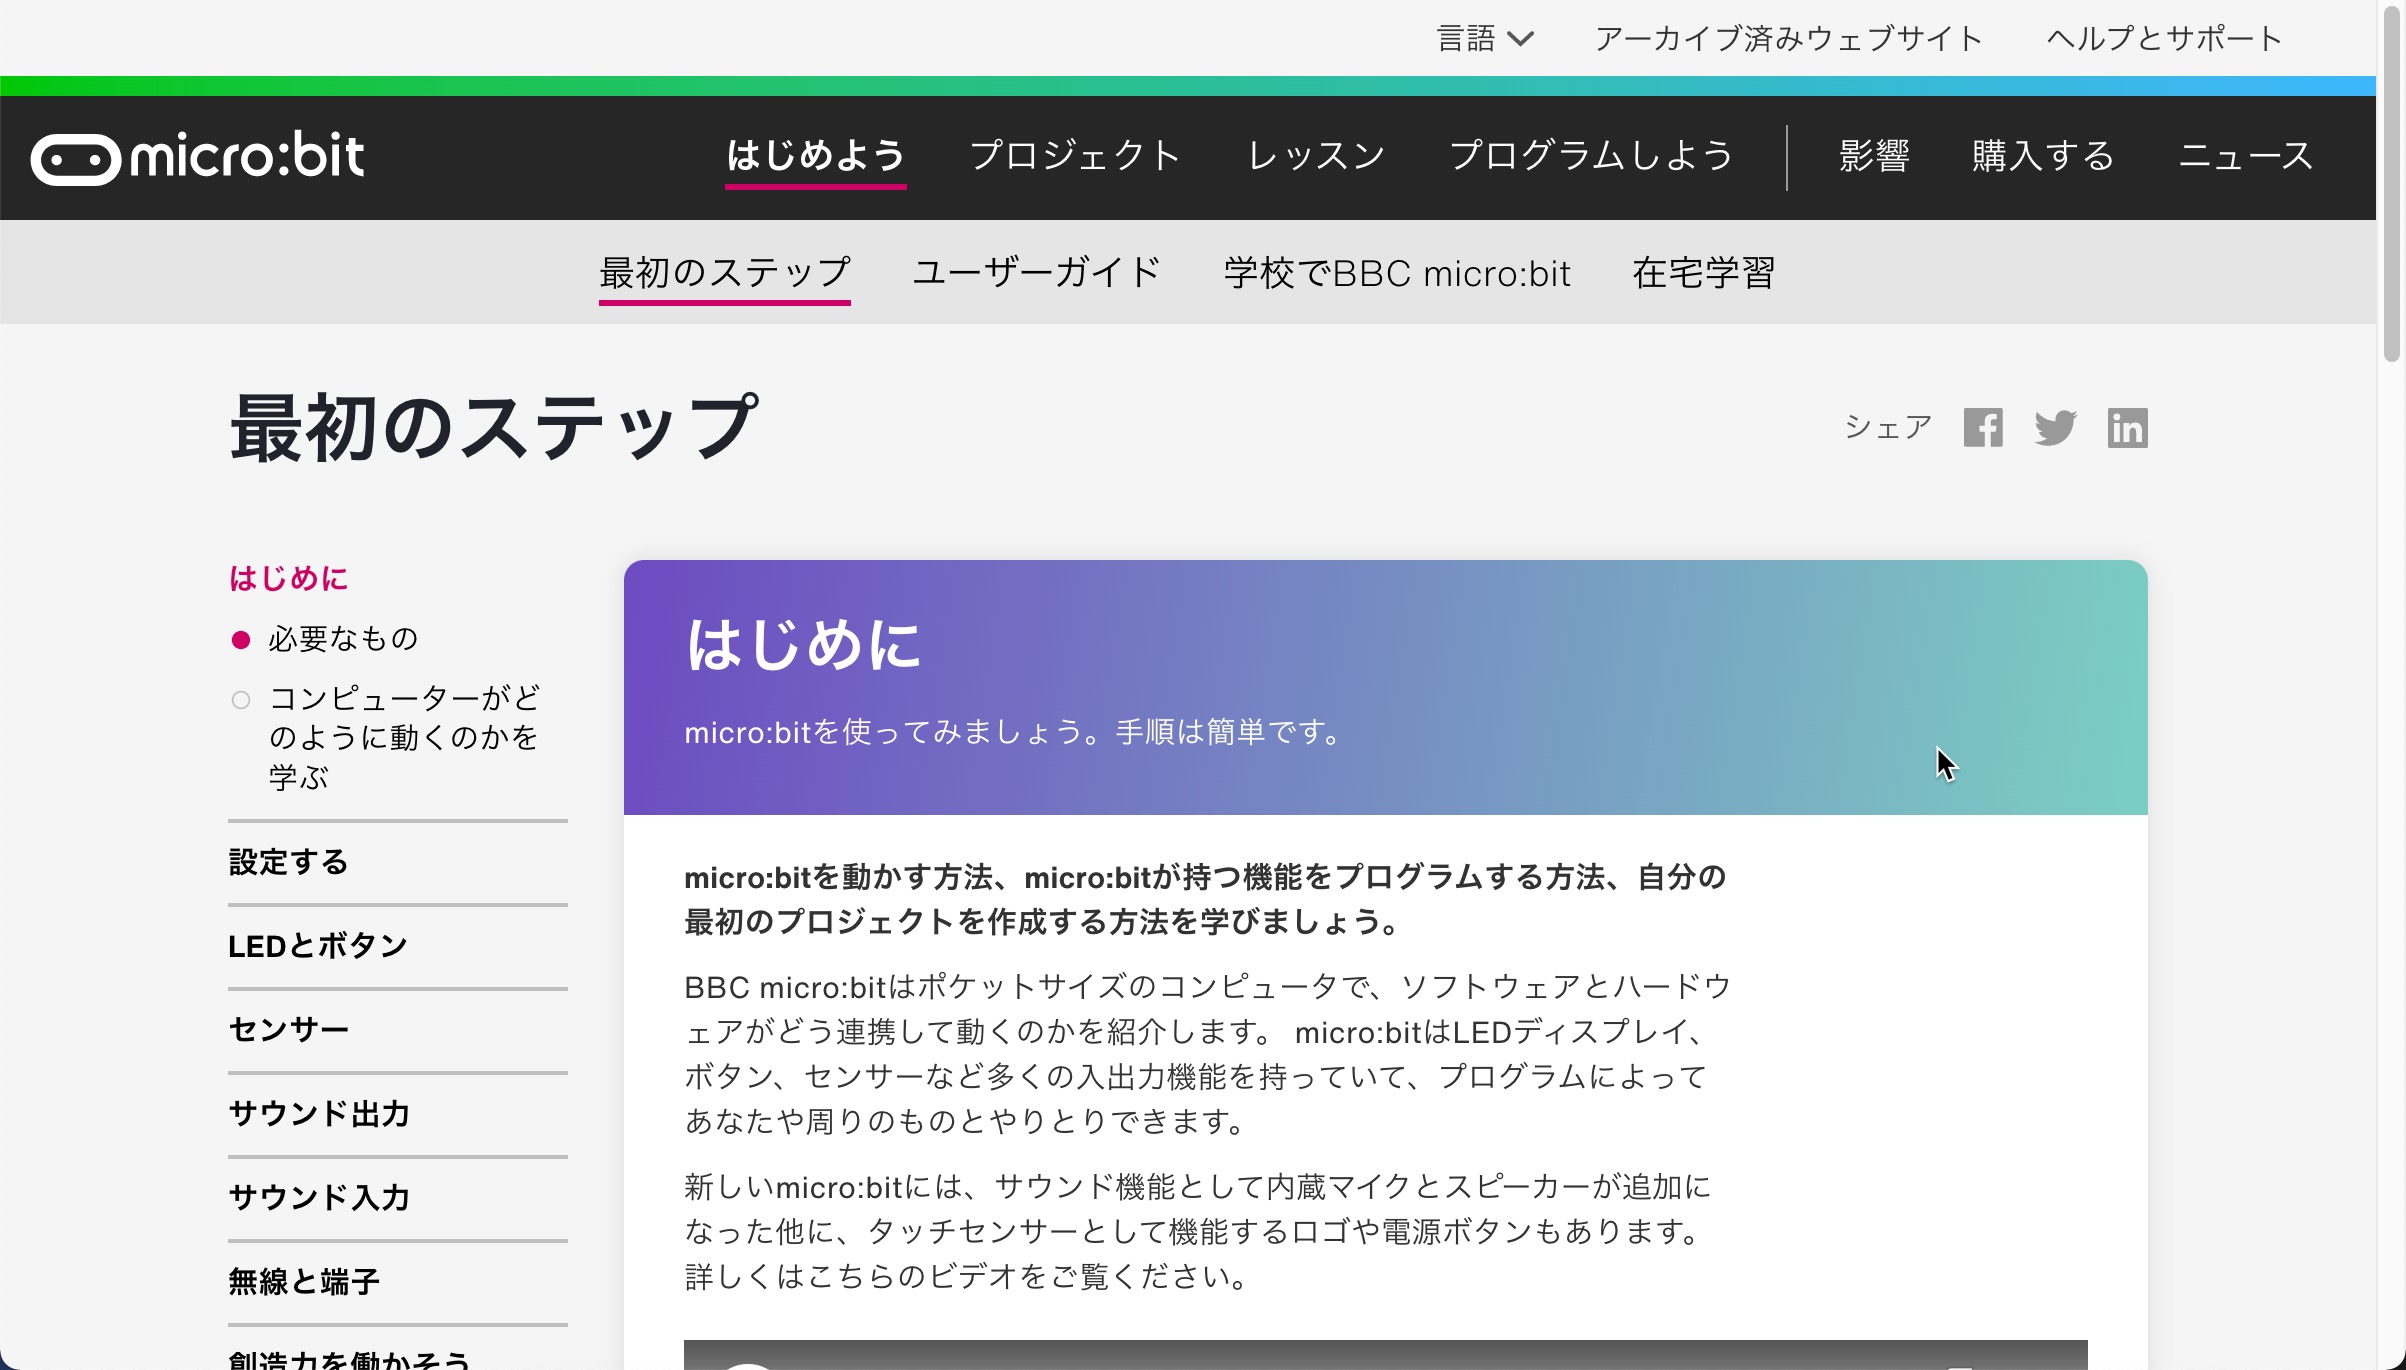 言語 アーカイブ済みウェブサイト ヘルプとサポート
micro:bit はじめよう プロジェクト レッスン プログラムしよう 影響 購入する ニュース
最初のステップ ユーザーガイド 学校でBBC micro:bit 在宅学習
最初のステップ
シェア
はじめに
必要なもの
コンピューターがど
のように動くのかを
学ぶ
設定する
LEDとボタン
センサー
サウンド出力
サウンド入力
無線と端子
創造力を働かそう
はじめに
micro:bitを使ってみましょう。手順は簡単です。
micro:bitを動かす方法、micro:bitが持つ機能をプログラムする方法、自分の
最初のプロジェクトを作成する方法を学びましょう。
BBC micro:bitはポケットサイズのコンピュータで、ソフトウェアとハードウ
ェアがどう連携して動くのかを紹介します。 micro:bitはLEDディスプレイ、
ボタン、センサーなど多くの入出力機能を持っていて、プログラムによって
あなたや周りのものとやりとりできます。
新しいmicro:bitには、サウンド機能として内蔵マイクとスピーカーが追加に
なった他に、タッチセンサーとして機能するロゴや電源ボタンもあります。
詳しくはこちらのビデオをご覧ください。